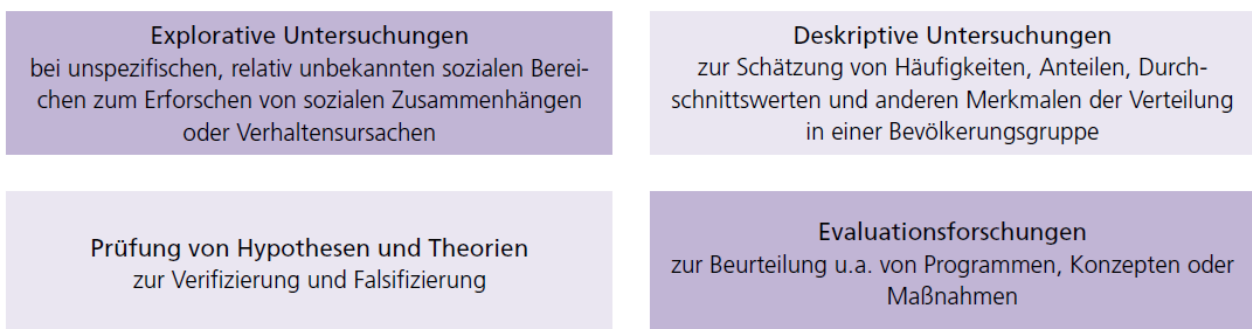 Explorative Untersuchungen
bei unspezifischen, relativ unbekannten sozialen Berei-
chen zum Erforschen von sozialen Zusammenhängen
oder Verhaltensursachen
Deskriptive Untersuchungen
zur Schätzung von Häufigkeiten, Anteilen, Durch-
schnittswerten und anderen Merkmalen der Verteilung
in einer Bevölkerungsgruppe
Prüfung von Hypothesen und Theorien
zur Verifizierung und Falsifizierung
Evaluationsforschungen
zur Beurteilung u.a. von Programmen, Konzepten oder
Maßnahmen